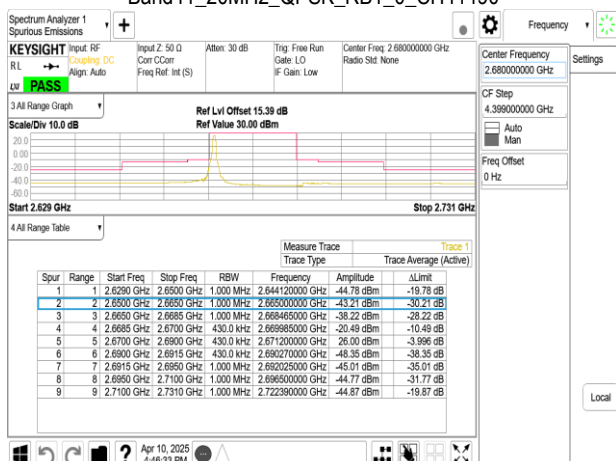 Spectrum Analyzer 1
Spurious Emissions
Frequency
KEYSIGHT Input: RF Input Z: 50 Ω Atten: 30 dB Trig: Free Run Center Freq: 2.680000000 GHz
RL Coupling: DC Corr CCorr Gate: LO Radio Std: None
Align: Auto Freq Ref: Int (S) IF Gain: Low
LXI PASS
Center Frequency
2.680000000 GHz
Settings
CF Step
4.399000000 GHz
Auto
Man
Freq Offset
0 Hz
3 All Range Graph
Ref Lvl Offset 15.39 dB
Scale/Div 10.0 dB Ref Value 30.00 dBm
20.0
0.00
-20.0
-40.0
-60.0
Start 2.629 GHz Stop 2.731 GHz
4 All Range Table
Measure Trace Trace 1
Trace Type Trace Average (Active)
Spur Range Start Freq Stop Freq RBW Frequency Amplitude ΔLimit
1 1 2.6290 GHz 2.6500 GHz 1.000 MHz 2.644120000 GHz -44.78 dBm -19.78 dB
2 2 2.6500 GHz 2.6650 GHz 1.000 MHz 2.665000000 GHz -43.21 dBm -30.21 dB
3 3 2.6650 GHz 2.6685 GHz 1.000 MHz 2.668465000 GHz -38.22 dBm -28.22 dB
4 4 2.6685 GHz 2.6700 GHz 430.0 kHz 2.669985000 GHz -20.49 dBm -10.49 dB
5 5 2.6700 GHz 2.6900 GHz 430.0 kHz 2.671200000 GHz 26.00 dBm -3.996 dB
6 6 2.6900 GHz 2.6915 GHz 430.0 kHz 2.690270000 GHz -48.35 dBm -38.35 dB
7 7 2.6915 GHz 2.6950 GHz 1.000 MHz 2.692025000 GHz -45.01 dBm -35.01 dB
8 8 2.6950 GHz 2.7100 GHz 1.000 MHz 2.696500000 GHz -44.77 dBm -31.77 dB
9 9 2.7100 GHz 2.7310 GHz 1.000 MHz 2.722390000 GHz -44.87 dBm -19.87 dB
Local
Apr 10, 2025